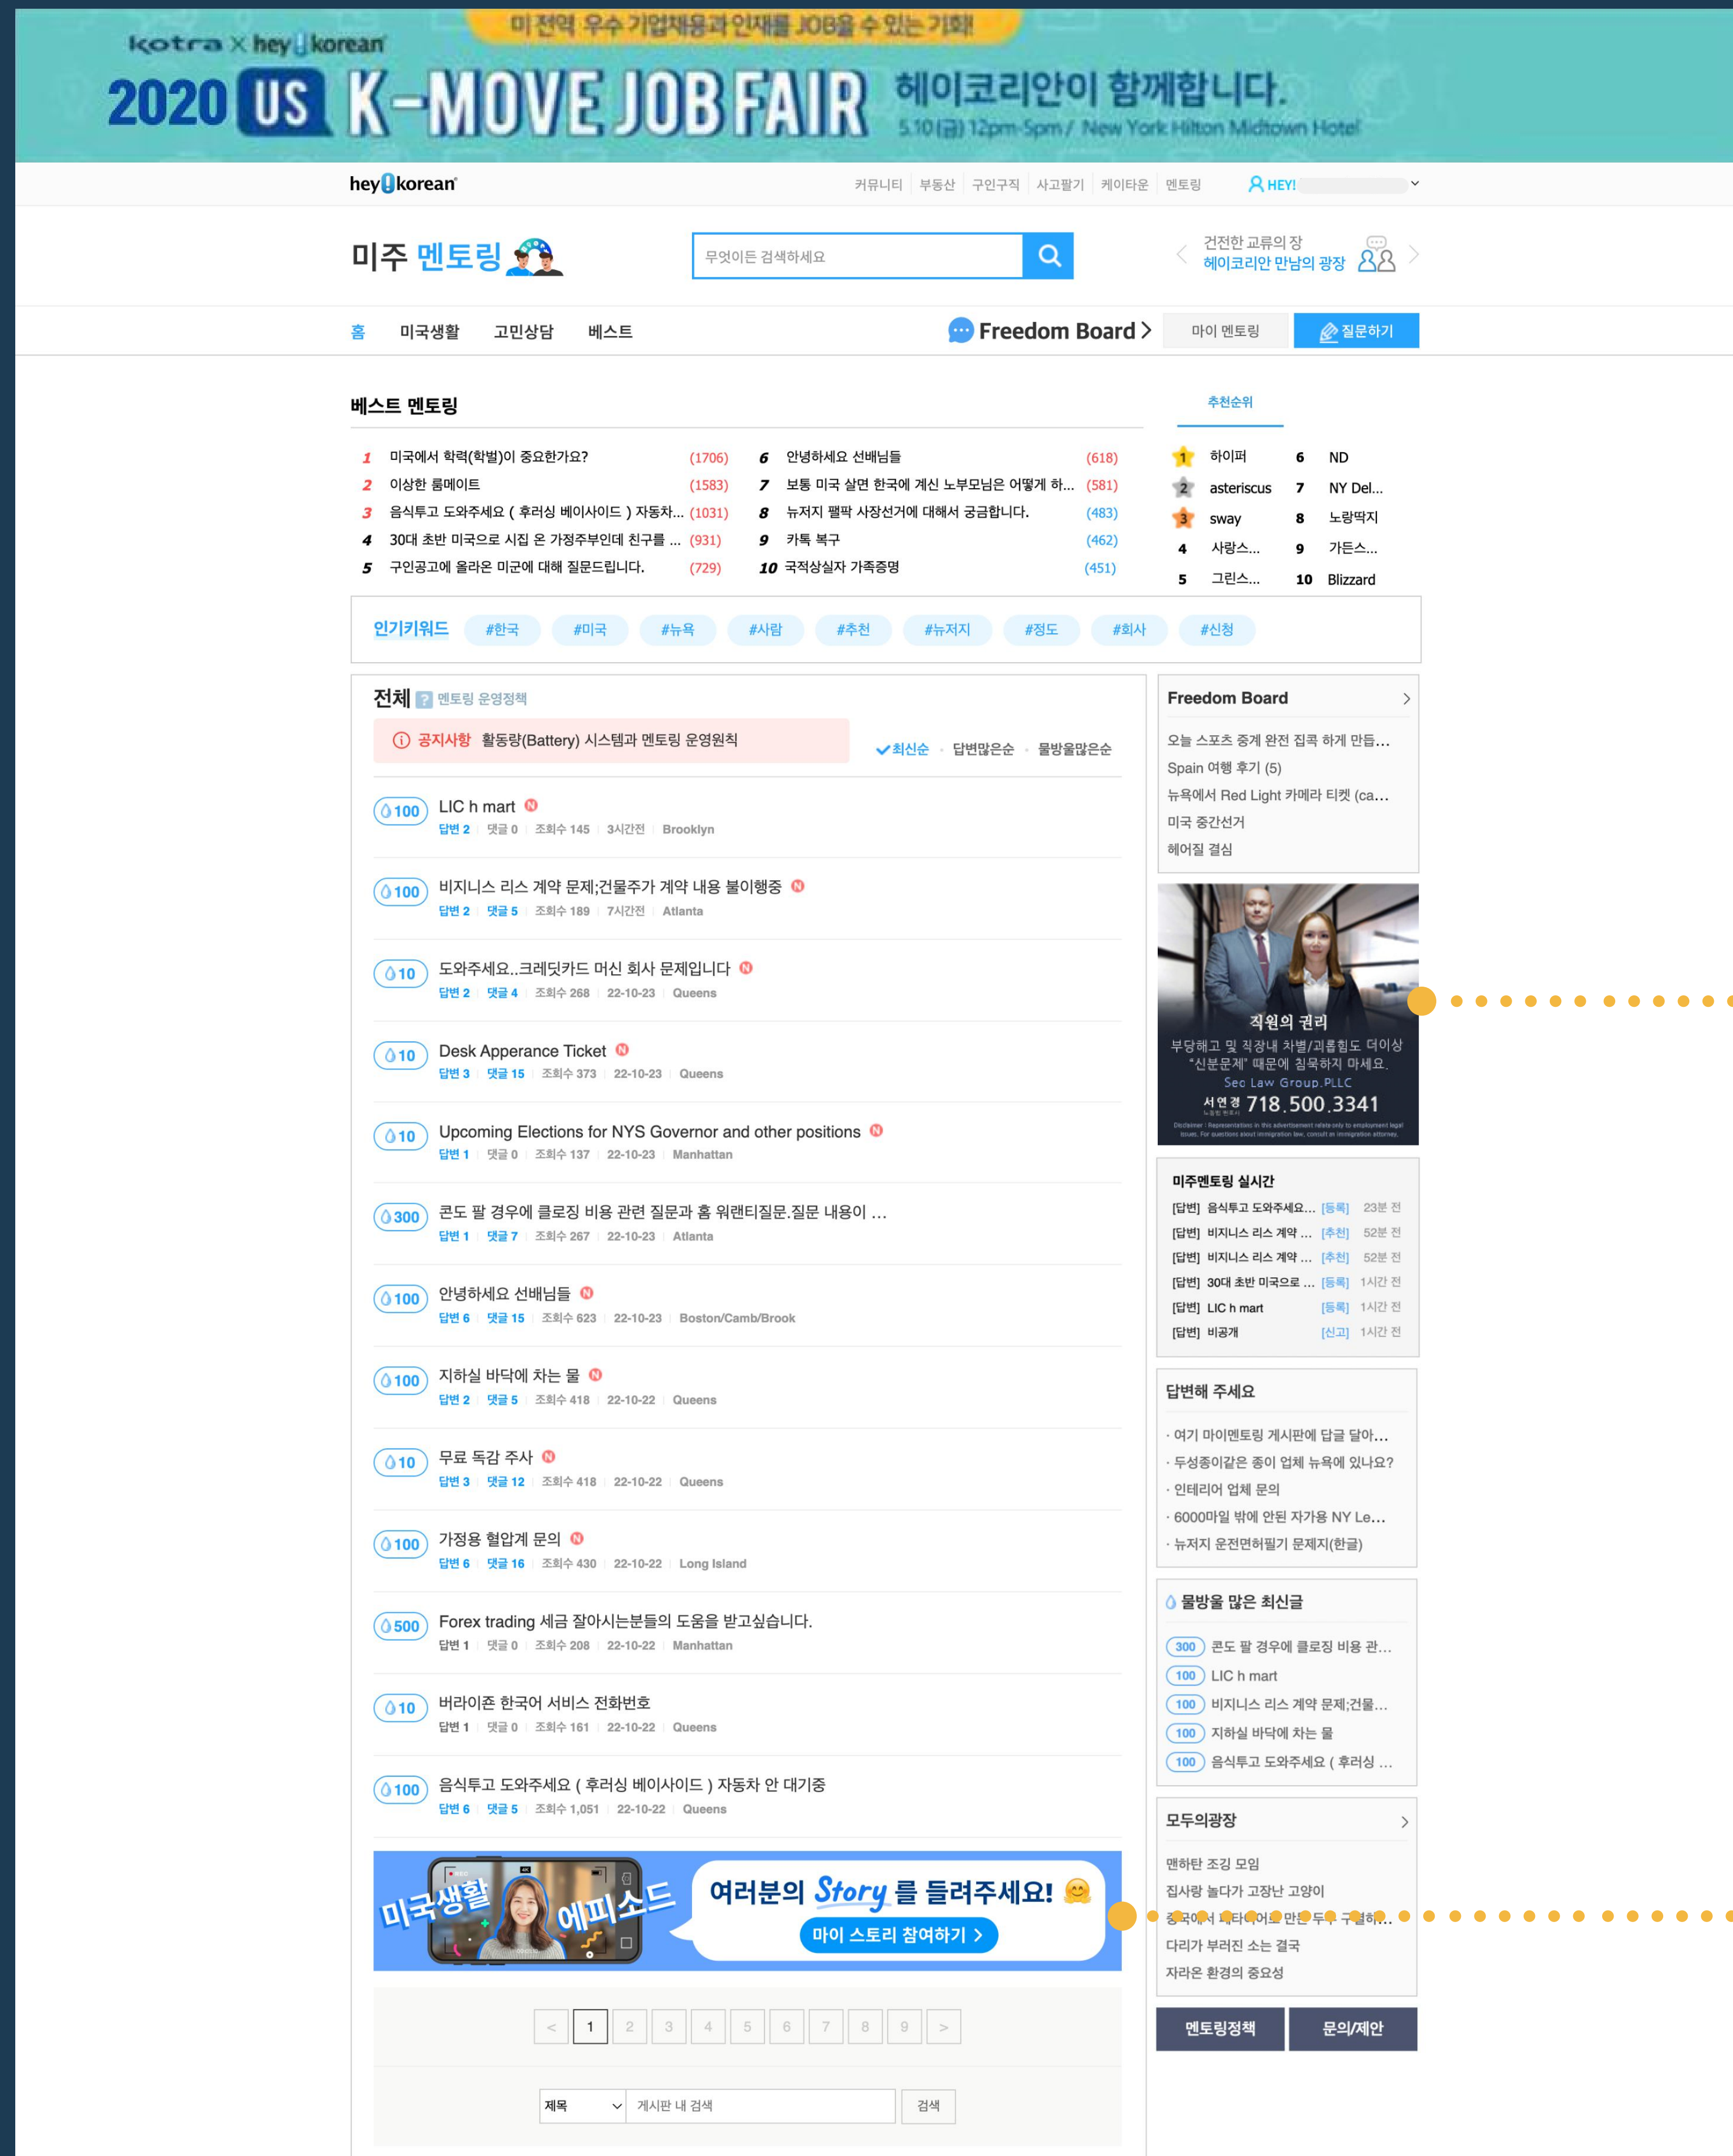 미 전역 우수 기업채용과 인재를 JOB을 수 있는 기회!
kotra × hey!korean
2020 US K-MOVE JOB FAIR 헤이코리안이 함께합니다.
5.10(금) 12pm-5pm / New York Hilton Midtown Hotel
hey!korean 커뮤니티 부동산 구인구직 사고팔기 케이타운 멘토링 HEY!
미주 멘토링 무엇이든 검색하세요 건전한 교류의 장
헤이코리안 만남의 광장
홈 미국생활 고민상담 베스트 Freedom Board 마이 멘토링 질문하기
베스트 멘토링
1 미국에서 학력(학벌)이 중요한가요? (1706)
2 이상한 룸메이트 (1583)
3 음식투고 도와주세요 ( 후러싱 베이사이드 ) 자동차... (1031)
4 30대 초반 미국으로 시집 온 가정주부인데 친구를 ... (931)
5 구인공고에 올라온 미군에 대해 질문드립니다. (729)
6 안녕하세요 선배님들 (618)
7 보통 미국 살면 한국에 계신 노부모님은 어떻게 하... (581)
8 뉴저지 팰팍 사장선거에 대해서 궁금합니다. (483)
9 카톡 복구 (462)
10 국적상실자 가족증명 (451)
추천순위
1 하이퍼
2 asteriscus
3 sway
4 사랑스...
5 그린스...
6 ND
7 NY Del...
8 노랑딱지
9 가든스...
10 Blizzard
인기키워드 #한국 #미국 #뉴욕 #사람 #추천 #뉴저지 #정도 #회사 #신청
전체 ? 멘토링 운영정책
공지사항 활동량(Battery) 시스템과 멘토링 운영원칙
최신순 답변많은순 물방울많은순
100 LIC h mart N
답변 2 댓글 0 조회수 145 3시간전 Brooklyn
100 비지니스 리스 계약 문제;건물주가 계약 내용 불이행중 N
답변 2 댓글 5 조회수 189 7시간전 Atlanta
10 도와주세요..크레딧카드 머신 회사 문제입니다 N
답변 2 댓글 4 조회수 268 22-10-23 Queens
10 Desk Apperance Ticket N
답변 3 댓글 15 조회수 373 22-10-23 Queens
10 Upcoming Elections for NYS Governor and other positions N
답변 1 댓글 0 조회수 137 22-10-23 Manhattan
300 콘도 팔 경우에 클로징 비용 관련 질문과 홈 워랜티질문.질문 내용이 ...
답변 1 댓글 7 조회수 267 22-10-23 Atlanta
100 안녕하세요 선배님들 N
답변 6 댓글 15 조회수 623 22-10-23 Boston/Camb/Brook
100 지하실 바닥에 차는 물 N
답변 2 댓글 5 조회수 418 22-10-22 Queens
10 무료 독감 주사 N
답변 3 댓글 12 조회수 418 22-10-22 Queens
100 가정용 혈압계 문의 N
답변 6 댓글 16 조회수 430 22-10-22 Long Island
500 Forex trading 세금 잘아시는분들의 도움을 받고싶습니다.
답변 1 댓글 0 조회수 208 22-10-22 Manhattan
10 버라이죤 한국어 서비스 전화번호
답변 1 댓글 0 조회수 161 22-10-22 Queens
100 음식투고 도와주세요 ( 후러싱 베이사이드 ) 자동차 안 대기중
답변 6 댓글 5 조회수 1,051 22-10-22 Queens
4K
미국생활 에피소드
여러분의 Story 를 들려주세요!
마이 스토리 참여하기 >
< 1 2 3 4 5 6 7 8 9 >
제목 게시판 내 검색 검색
Freedom Board
오늘 스포츠 중계 완전 집콕 하게 만듭...
Spain 여행 후기 (5)
뉴욕에서 Red Light 카메라 티켓 (ca...
미국 중간선거
헤어질 결심
직원의 권리
부당해고 및 직장내 차별/괴롭힘도 더이상
"신분문제" 때문에 침묵하지 마세요.
Seo Law Group.PLLC
서연경 718.500.3341
Disclaimer : Representations in this advertisement relate only to employment legal
issues. For questions about immigration law, consult an immigration attorney.
미주멘토링 실시간
[답변] 음식투고 도와주세요... [등록] 23분 전
[답변] 비지니스 리스 계약 ... [추천] 52분 전
[답변] 비지니스 리스 계약 ... [추천] 52분 전
[답변] 30대 초반 미국으로 ... [등록] 1시간 전
[답변] LIC h mart [등록] 1시간 전
[답변] 비공개 [신고] 1시간 전
답변해 주세요
· 여기 마이멘토링 게시판에 답글 달아...
· 두성종이같은 종이 업체 뉴욕에 있나요?
· 인테리어 업체 문의
· 6000마일 밖에 안된 자가용 NY Le...
· 뉴저지 운전면허필기 문제지(한글)
물방울 많은 최신글
300 콘도 팔 경우에 클로징 비용 관...
100 LIC h mart
100 비지니스 리스 계약 문제;건물...
100 지하실 바닥에 차는 물
100 음식투고 도와주세요 ( 후러싱 ...
모두의광장
맨하탄 조깅 모임
집사랑 놀다가 고장난 고양이
중국에서 만든 두부
다리가 부러진 소는 결국
자라온 환경의 중요성
멘토링정책 문의/제안